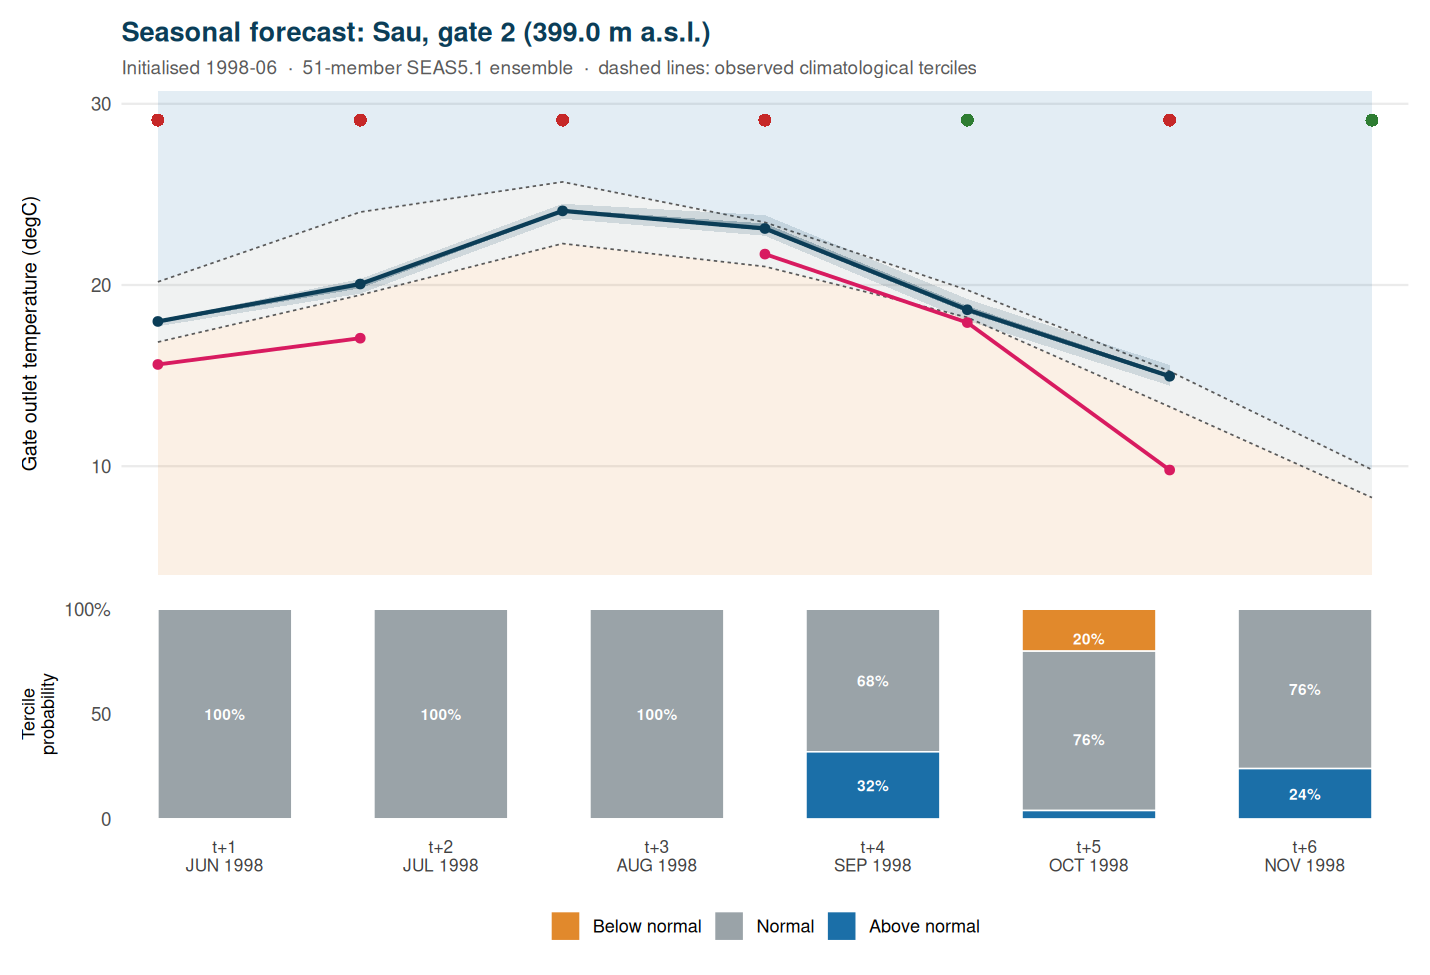 Seasonal forecast: Sau, gate 2 (399.0 m a.s.l.)
Initialised 1998-06 · 51-member SEAS5.1 ensemble · dashed lines: observed climatological terciles
Gate outlet temperature (degC)
30
20
10
Tercile
probability
100%
50
0
100%
100%
100%
68%
32%
20%
76%
76%
24%
t+1
JUN 1998
t+2
JUL 1998
t+3
AUG 1998
t+4
SEP 1998
t+5
OCT 1998
t+6
NOV 1998
Below normal
Normal
Above normal